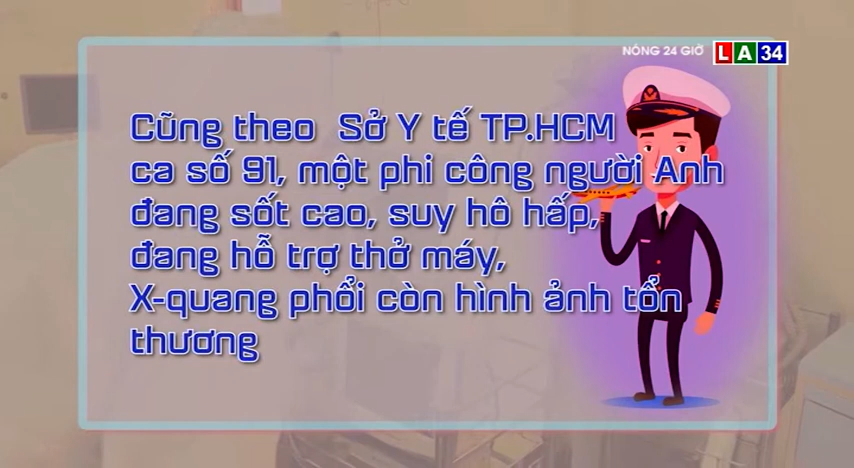 NÓNG 24 GIỜ LA34
Cũng theo Sở Y tế TP.HCM
ca số 91, một phi công người Anh
đang sốt cao, suy hô hấp,
đang hỗ trợ thở máy,
X-quang phổi còn hình ảnh tổn
thương